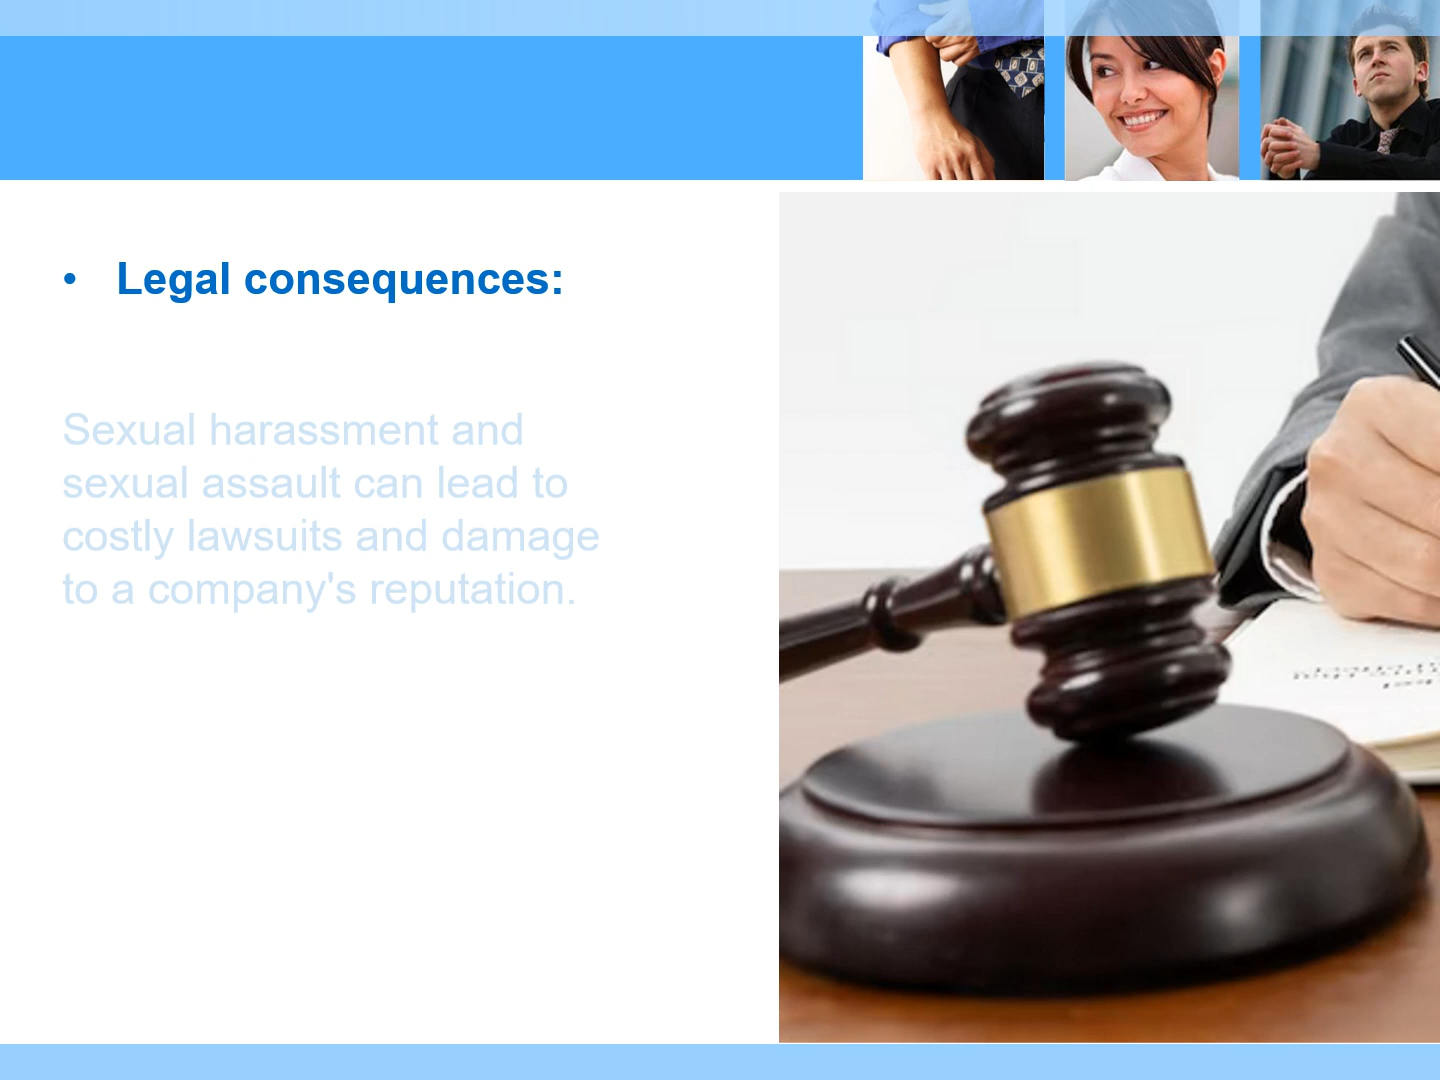 • Legal consequences:
Sexual harassment and
sexual assault can lead to
costly lawsuits and damage
to a company's reputation.